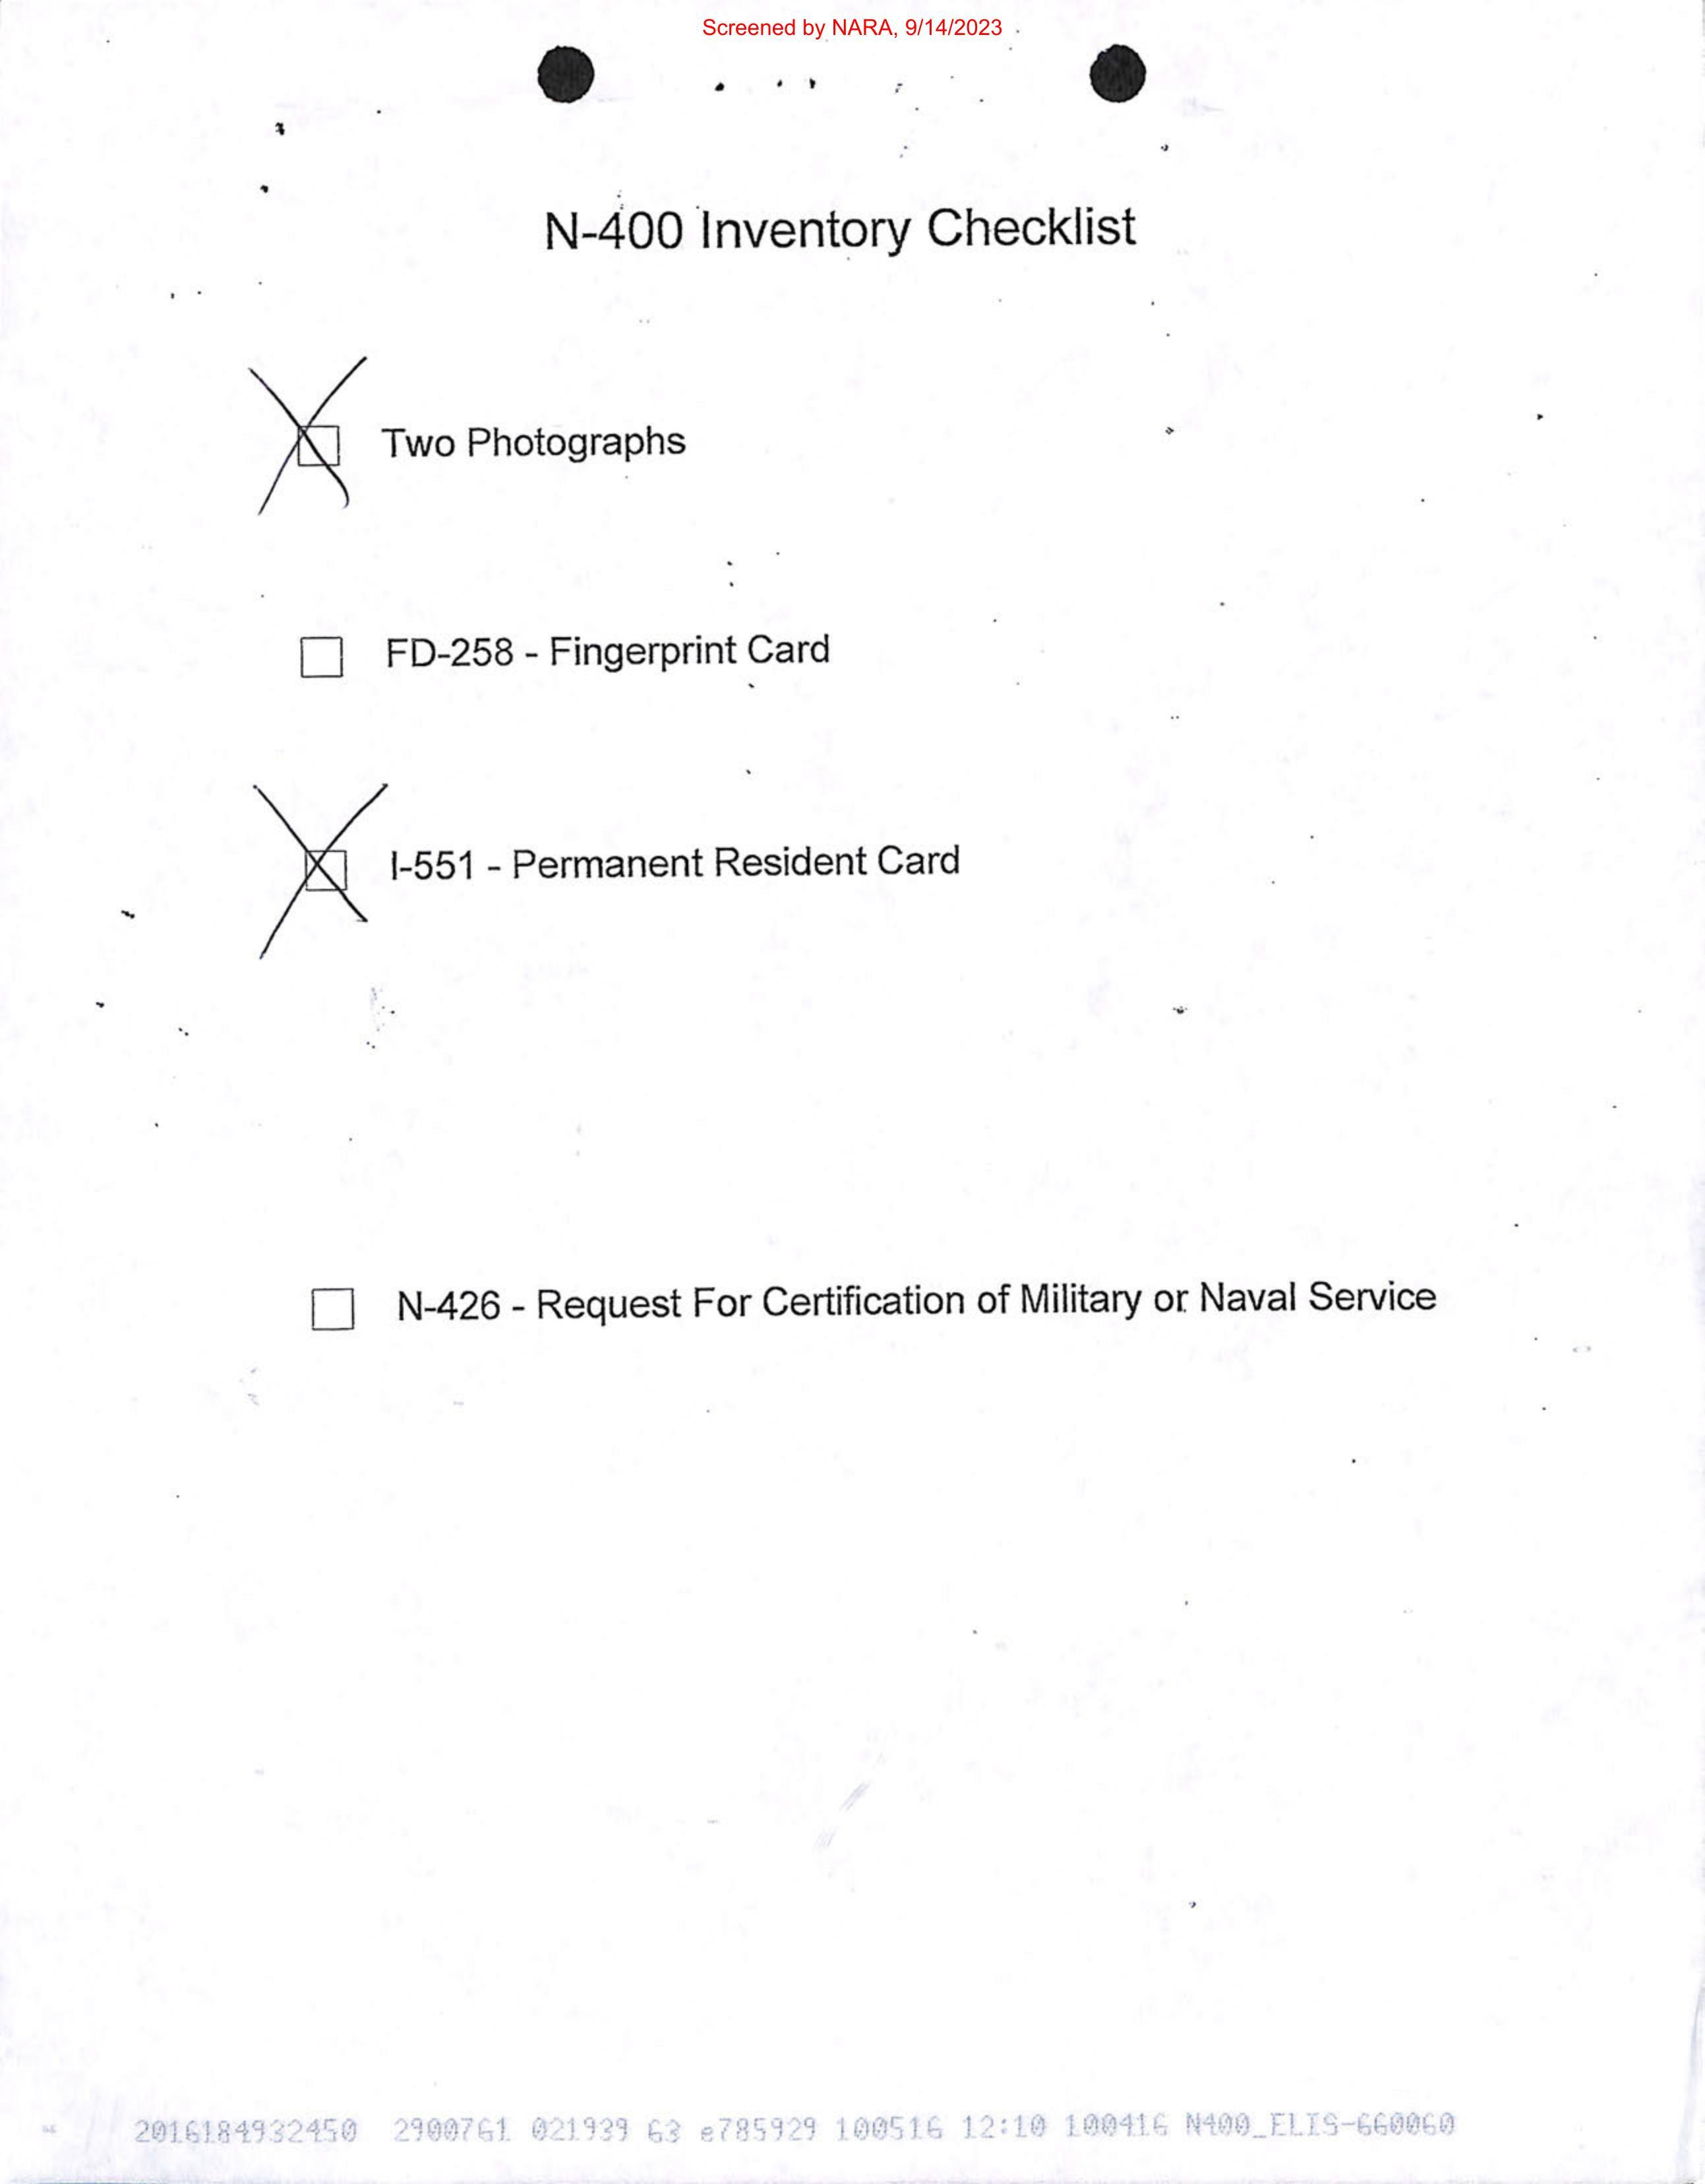 Screened by NARA, 9/14/2023
N-400 Inventory Checklist
Two Photographs
FD-258 - Fingerprint Card
I-551 - Permanent Resident Card
N-426 - Request For Certification of Military or Naval Service
2016184932450 2900761 021939 63 e785929 100516 12:10 100416 N400_ELIS-660060